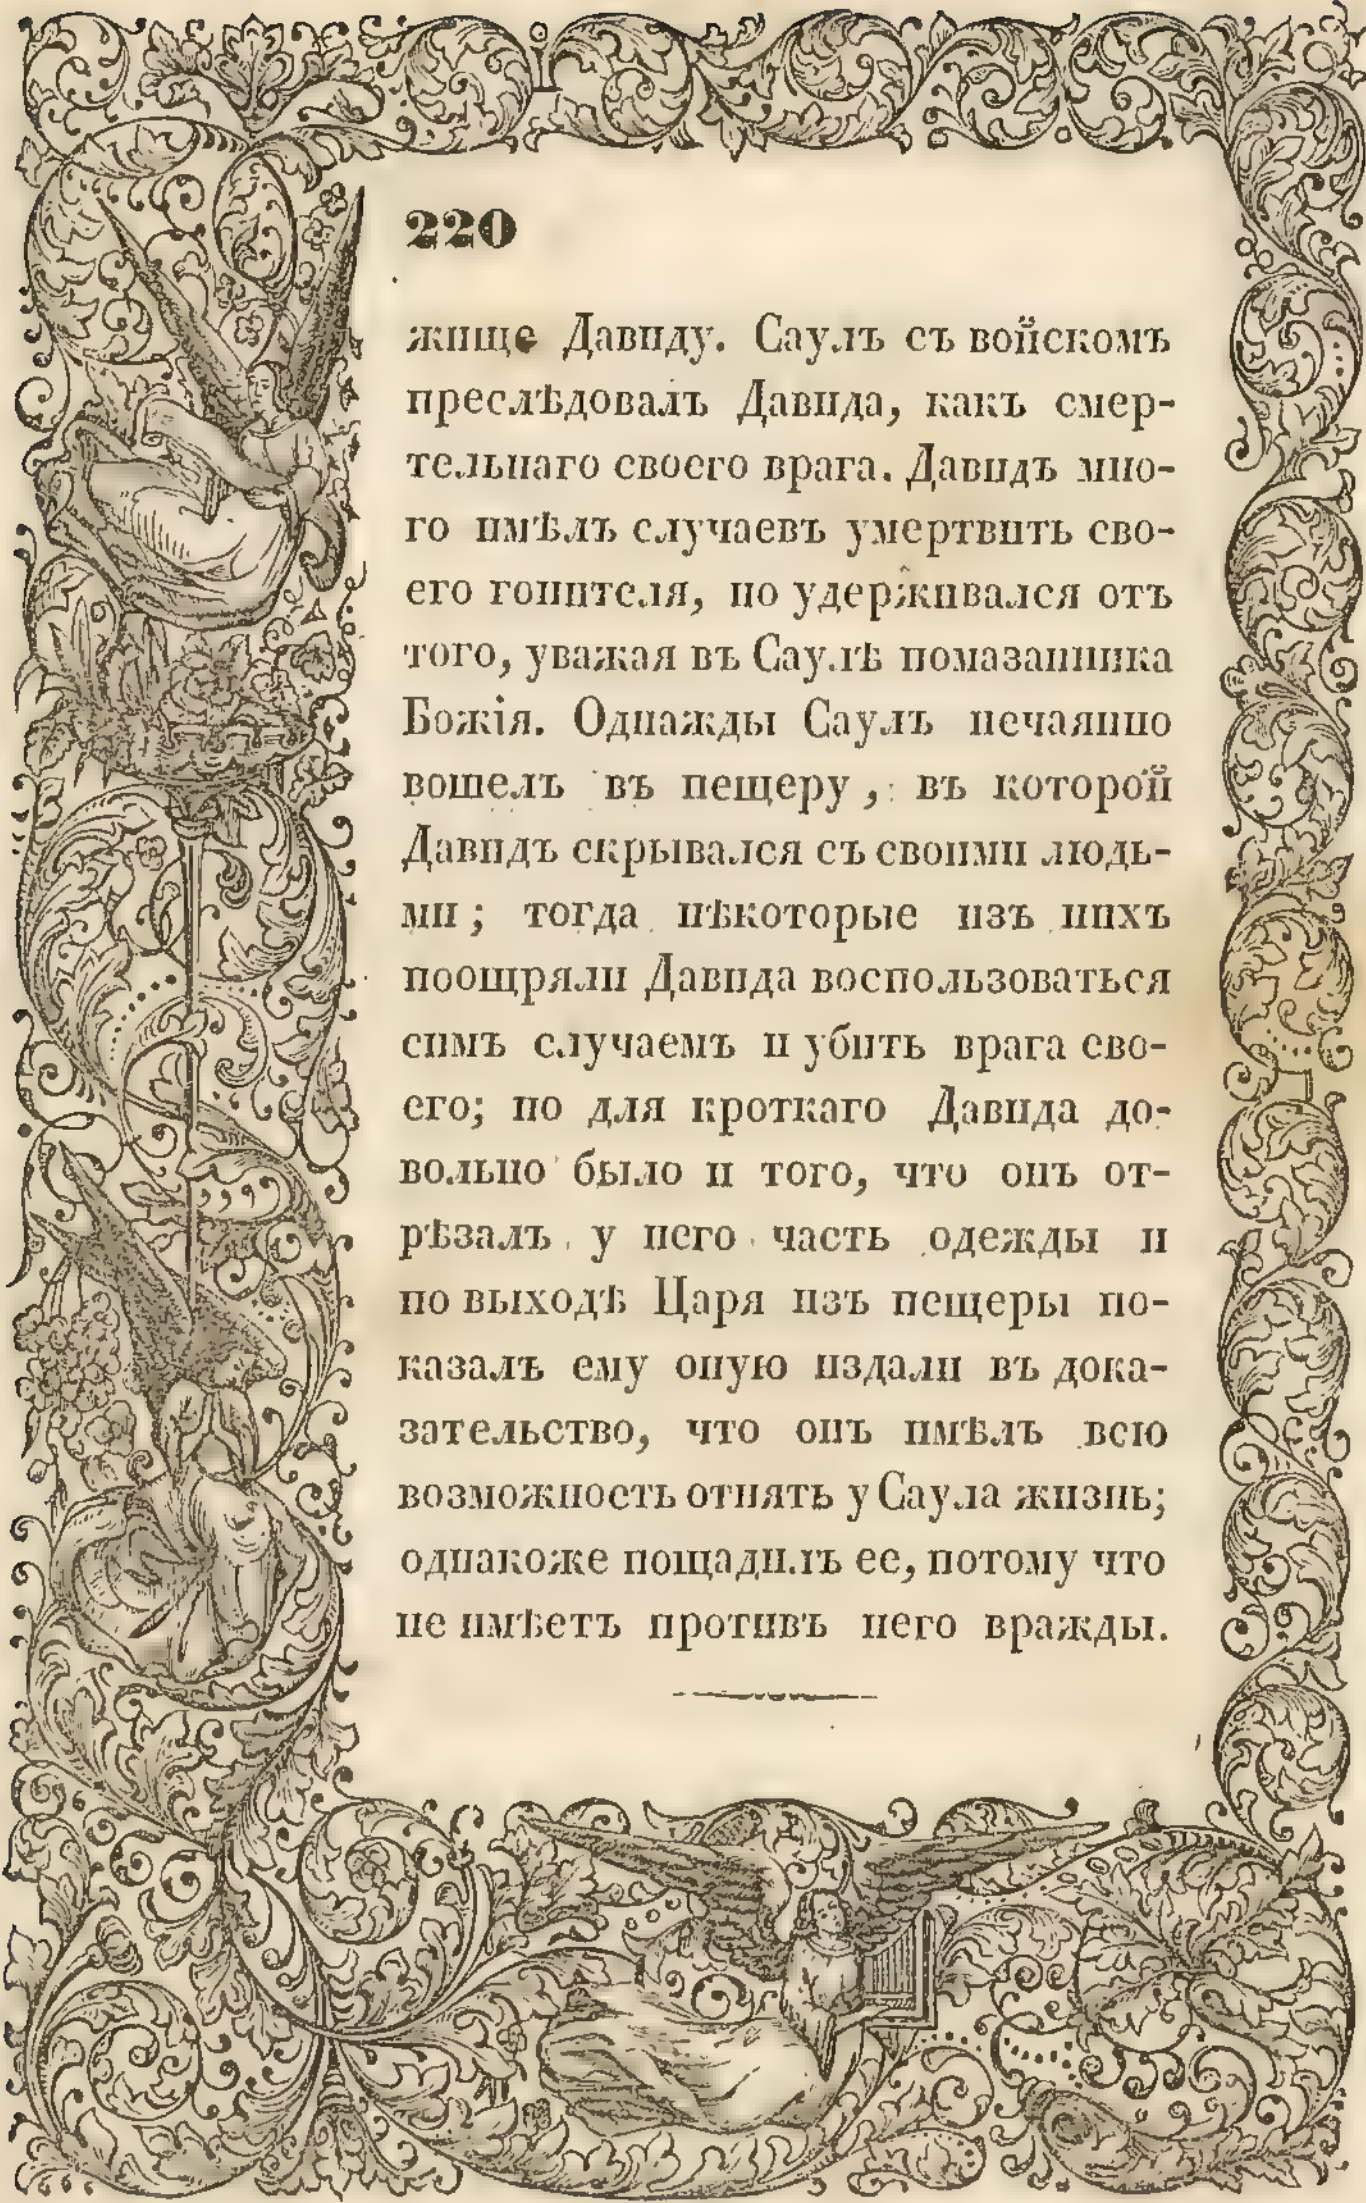 220
жище Давиду. Саулъ съ войскомъ
преслѣдовалъ Давида, какъ смер-
тельнаго своего врага. Давидъ мно-
го имѣлъ случаевъ умертвить сво-
его гонителя, но удерживался отъ
того, уважая въ Саулѣ помазанника
Божія. Однажды Саулъ нечаянно
вошелъ въ пещеру, въ которой
Давидъ скрывался съ своими людь-
ми; тогда нѣкоторые изъ нихъ
поощряли Давида воспользоваться
симъ случаемъ и убить врага сво-
его; но для кроткаго Давида до-
вольно было и того, что онъ от-
рѣзалъ у него часть одежды и
по выходѣ Царя изъ пещеры по-
казалъ ему оную издали въ дока-
зательство, что онъ имѣлъ всю
возможность отнять у Саула жизнь;
однакоже пощадилъ ее, потому что
не имѣетъ противъ него вражды.